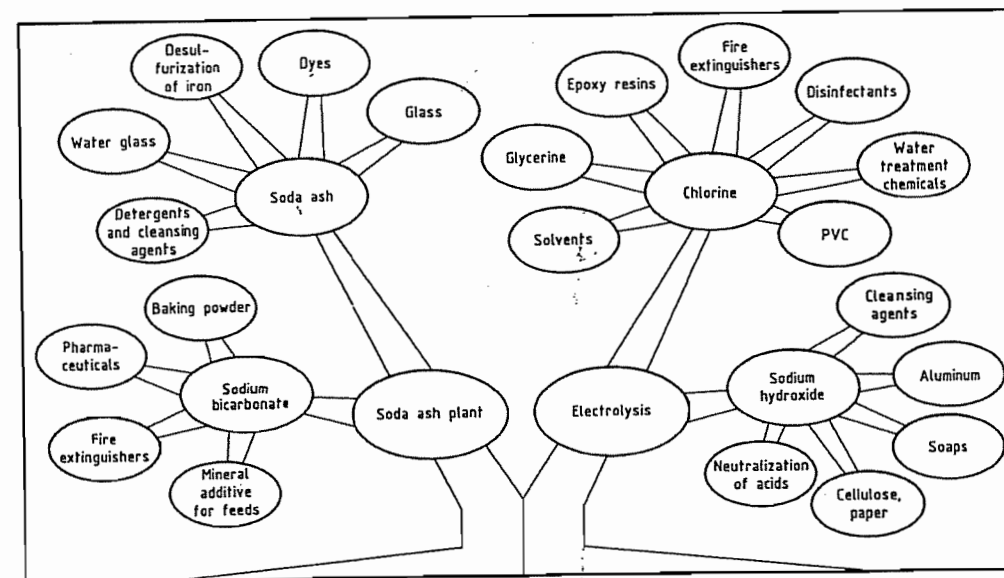 Desul-
furization
of iron
Dyes
Glass
Water glass
Soda ash
Detergents
and cleansing
agents
Fire
extinguishers
Epoxy resins
Disinfectants
Glycerine
Chlorine
Water
treatment
chemicals
Solvents
PVC
Baking powder
Pharma-
ceuticals
Sodium
bicarbonate
Soda ash plant
Fire
extinguishers
Mineral
additive
for feeds
Cleansing
agents
Electrolysis
Sodium
hydroxide
Aluminum
Soaps
Neutralization
of acids
Cellulose,
paper